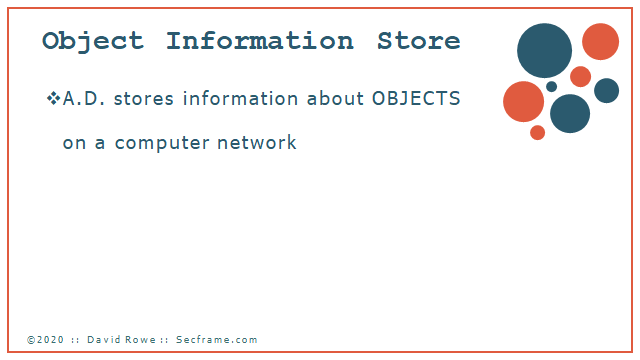 Object Information Store
❖A.D. stores information about OBJECTS
on a computer network
©2020 :: David Rowe :: Secframe.com